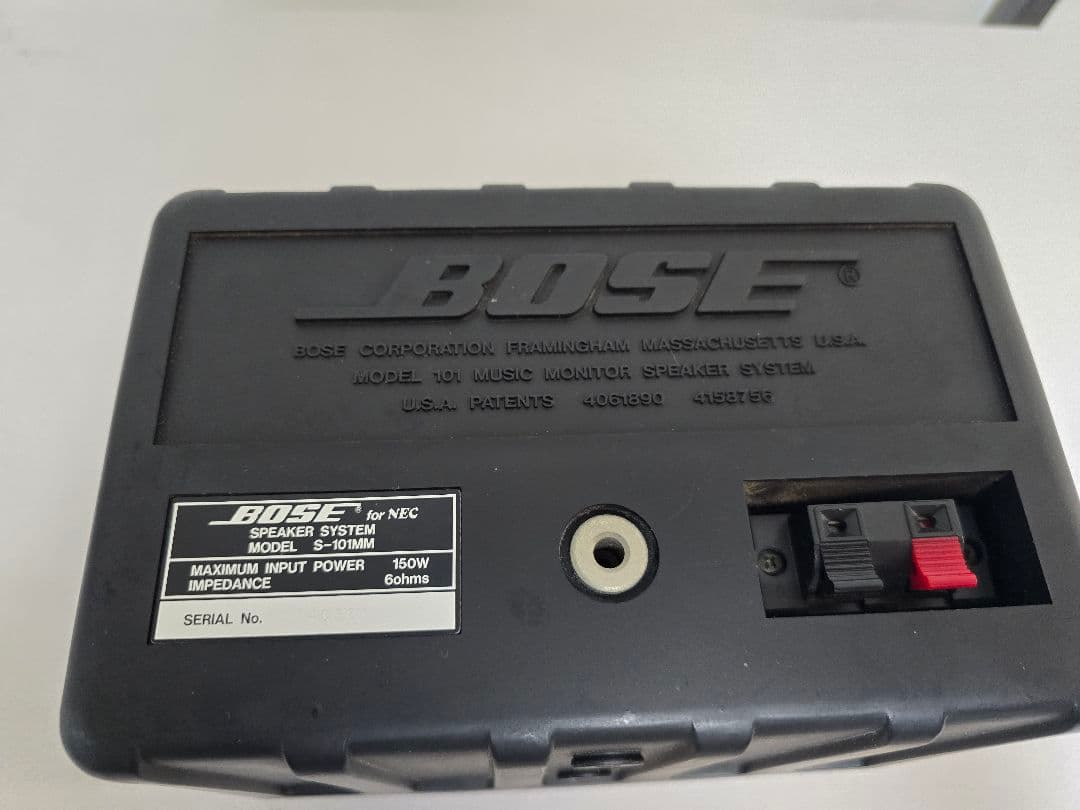 BOSE®
BOSE CORPORATION FRAMINGHAM MASSACHUSETTS U.S.A.
MODEL 101 MUSIC MONITOR SPEAKER SYSTEM
U.S.A. PATENTS 4061890 4158756
BOSE® for NEC
SPEAKER SYSTEM
MODEL S-101MM
MAXIMUM INPUT POWER 150W
IMPEDANCE 6ohms
SERIAL No.